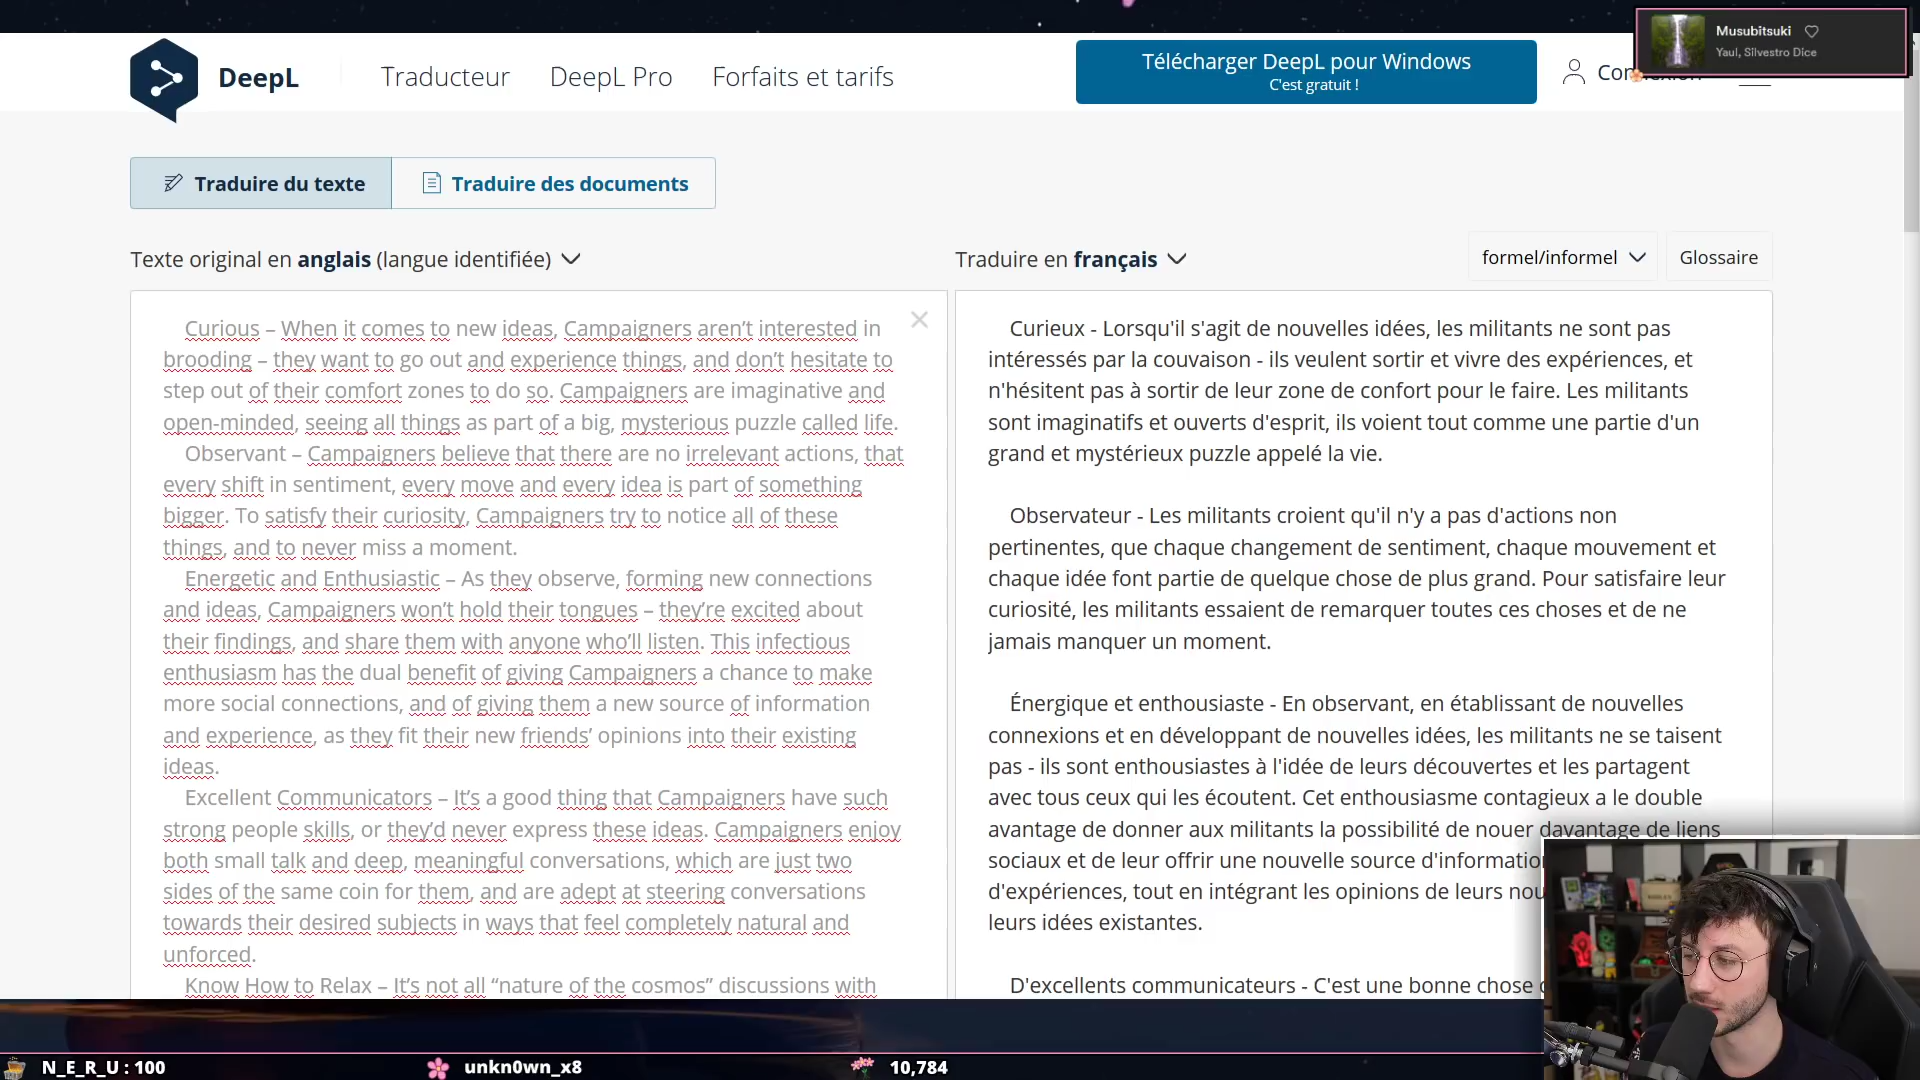 DeepL
Traducteur
DeepL Pro
Forfaits et tarifs
Télécharger DeepL pour Windows
C'est gratuit !
Musubitsuki
Yaul, Silvestro Dice
Traduire du texte
Traduire des documents
Texte original en anglais (langue identifiée)
Traduire en français
formel/informel
Glossaire
Curious – When it comes to new ideas, Campaigners aren’t interested in
brooding – they want to go out and experience things, and don’t hesitate to
step out of their comfort zones to do so. Campaigners are imaginative and
open-minded, seeing all things as part of a big, mysterious puzzle called life.
Observant – Campaigners believe that there are no irrelevant actions, that
every shift in sentiment, every move and every idea is part of something
bigger. To satisfy their curiosity, Campaigners try to notice all of these
things, and to never miss a moment.
Energetic and Enthusiastic – As they observe, forming new connections
and ideas, Campaigners won’t hold their tongues – they’re excited about
their findings, and share them with anyone who’ll listen. This infectious
enthusiasm has the dual benefit of giving Campaigners a chance to make
more social connections, and of giving them a new source of information
and experience, as they fit their new friends’ opinions into their existing
ideas.
Excellent Communicators – It’s a good thing that Campaigners have such
strong people skills, or they’d never express these ideas. Campaigners enjoy
both small talk and deep, meaningful conversations, which are just two
sides of the same coin for them, and are adept at steering conversations
towards their desired subjects in ways that feel completely natural and
unforced.
Know How to Relax – It’s not all “nature of the cosmos” discussions with
Curieux - Lorsqu'il s'agit de nouvelles idées, les militants ne sont pas
intéressés par la couvaison - ils veulent sortir et vivre des expériences, et
n'hésitent pas à sortir de leur zone de confort pour le faire. Les militants
sont imaginatifs et ouverts d'esprit, ils voient tout comme une partie d'un
grand et mystérieux puzzle appelé la vie.
Observateur - Les militants croient qu'il n'y a pas d'actions non
pertinentes, que chaque changement de sentiment, chaque mouvement et
chaque idée font partie de quelque chose de plus grand. Pour satisfaire leur
curiosité, les militants essaient de remarquer toutes ces choses et de ne
jamais manquer un moment.
Énergique et enthousiaste - En observant, en établissant de nouvelles
connexions et en développant de nouvelles idées, les militants ne se taisent
pas - ils sont enthousiastes à l'idée de leurs découvertes et les partagent
avec tous ceux qui les écoutent. Cet enthousiasme contagieux a le double
avantage de donner aux militants la possibilité de nouer davantage de liens
sociaux et de leur offrir une nouvelle source
d'expériences, tout en intégrant les opinions de leurs
leurs idées existantes.
D'excellents communicateurs - C'est une bonne chose
N_E_R_U : 100
unkn0wn_x8
10,784